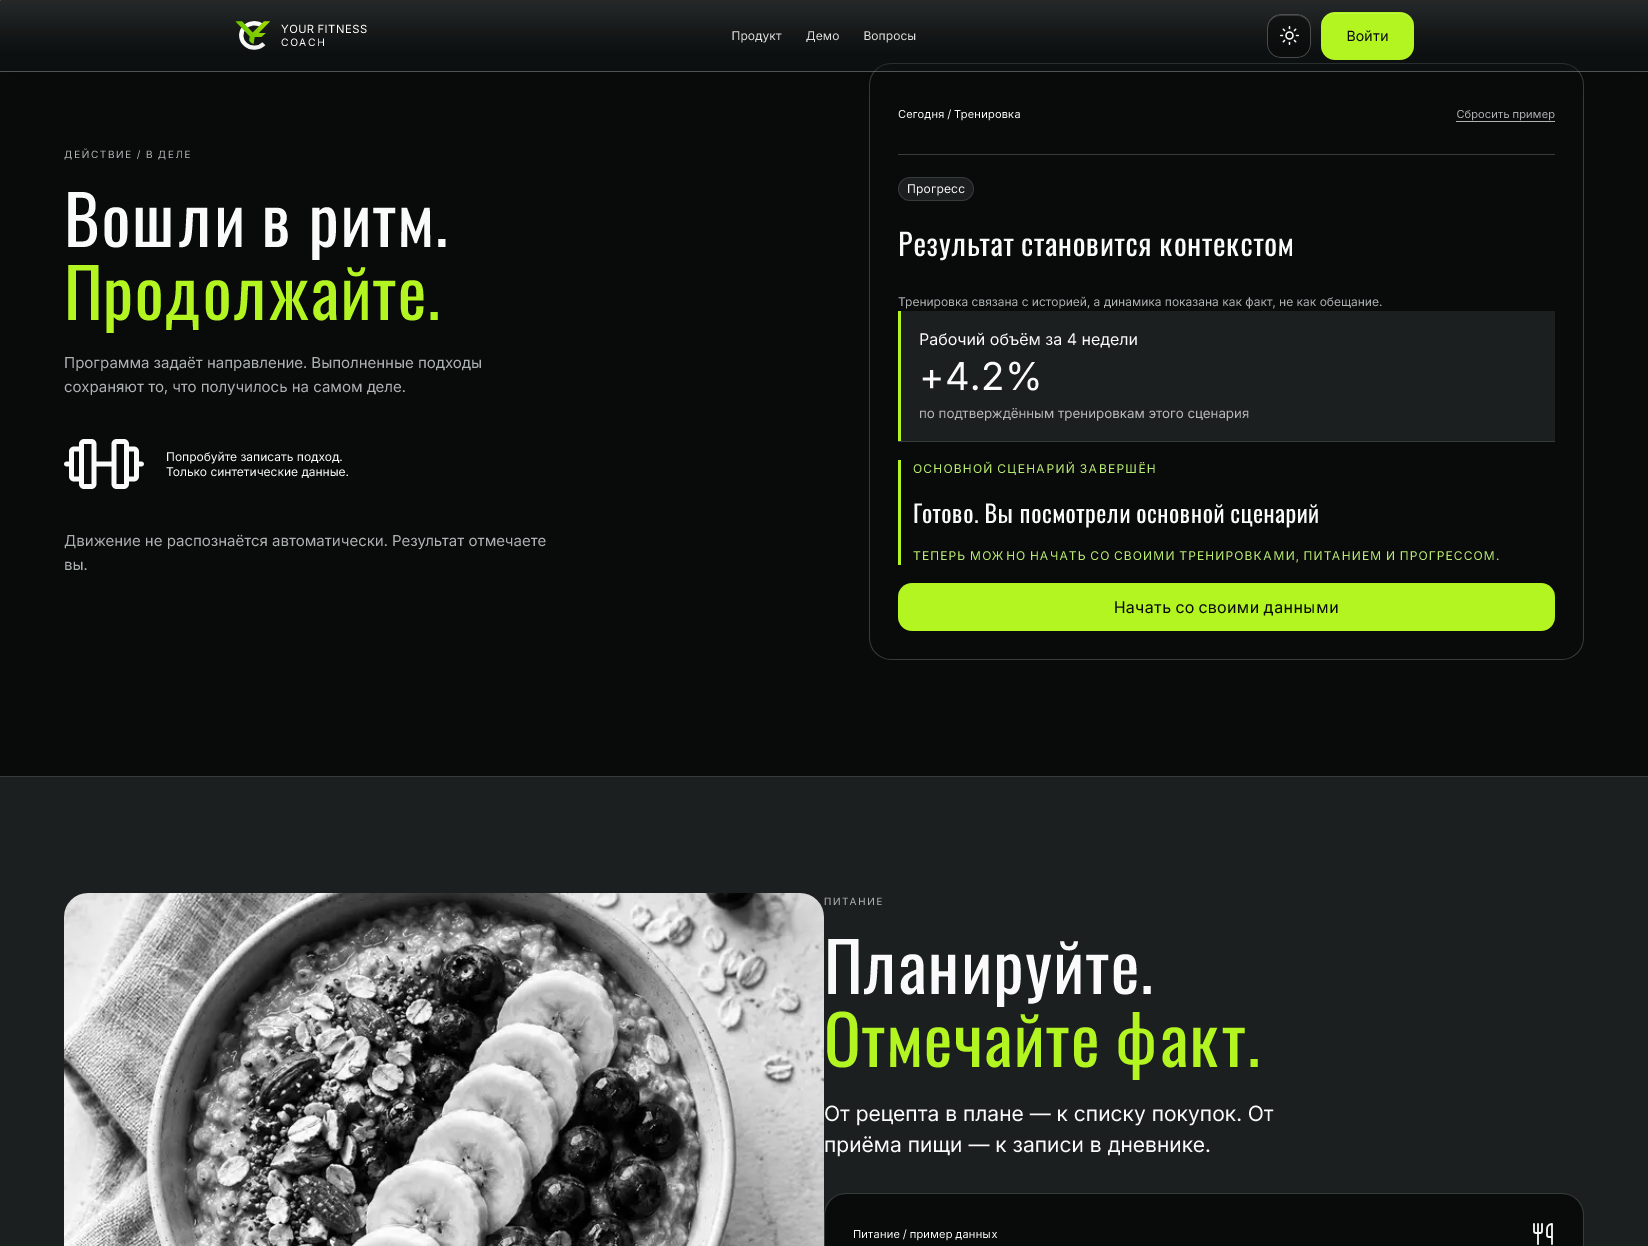 YOUR FITNESS
COACH
Продукт
Демо
Вопросы
Войти
ДЕЙСТВИЕ / В ДЕЛЕ
Вошли в ритм.
Продолжайте.
Программа задаёт направление. Выполненные подходы
сохраняют то, что получилось на самом деле.
Попробуйте записать подход.
Только синтетические данные.
Движение не распознаётся автоматически. Результат отмечаете
вы.
Сегодня / Тренировка
Сбросить пример
Прогресс
Результат становится контекстом
Тренировка связана с историей, а динамика показана как факт, не как обещание.
Рабочий объём за 4 недели
+4.2%
по подтверждённым тренировкам этого сценария
ОСНОВНОЙ СЦЕНАРИЙ ЗАВЕРШЁН
Готово. Вы посмотрели основной сценарий
ТЕПЕРЬ МОЖНО НАЧАТЬ СО СВОИМИ ТРЕНИРОВКАМИ, ПИТАНИЕМ И ПРОГРЕССОМ.
Начать со своими данными
ПИТАНИЕ
Планируйте.
Отмечайте факт.
От рецепта в плане — к списку покупок. От
приёма пищи — к записи в дневнике.
Питание / пример данных